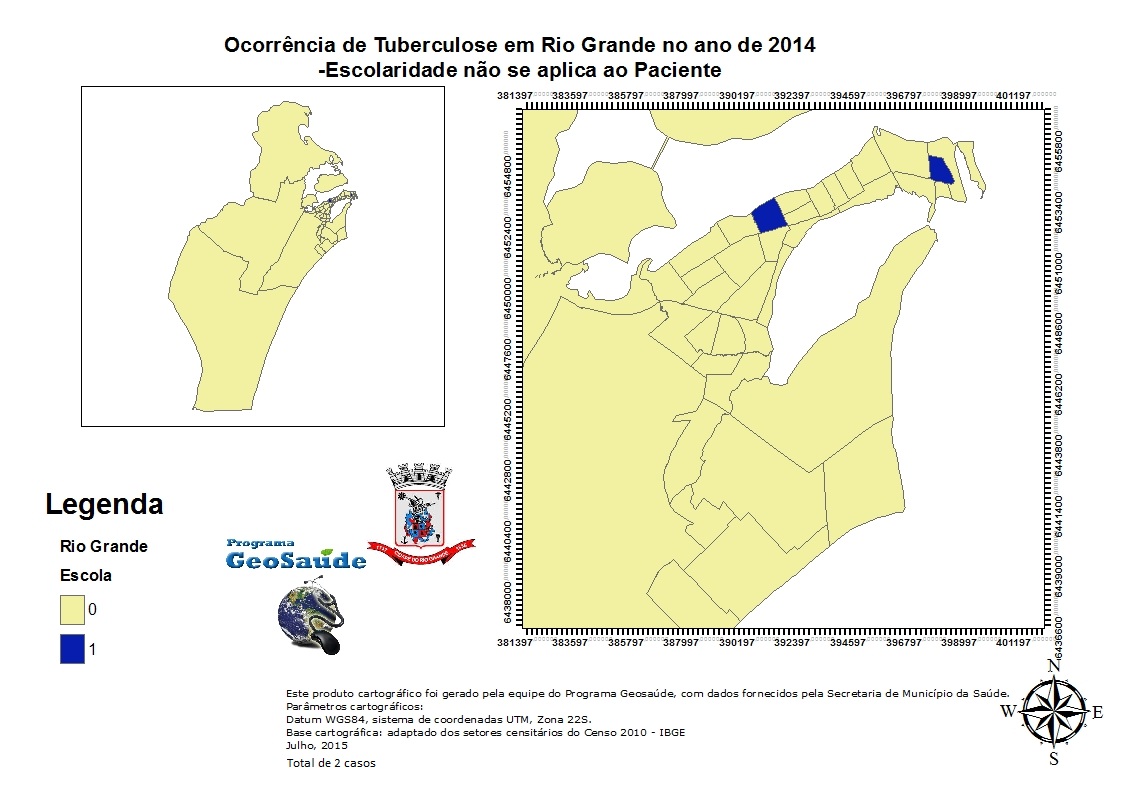 Ocorrência de Tuberculose em Rio Grande no ano de 2014
-Escolaridade não se aplica ao Paciente
381397 383597 385797 387997 390197 392397 394597 396797 398997 401197
6454800
6452400
6450000
6447600
6445200
6442800
6440400
6438000
6455800
6453400
6451000
6448600
6446200
6443800
6441400
6439000
6436600
381397 383597 385797 387997 390197 392397 394597 396797 398997 401197
Legenda
Rio Grande
Escola
0
1
Programa
GeoSaúde
CIDADE DO RIO GRANDE
N
W
E
S
Este produto cartográfico foi gerado pela equipe do Programa Geosaúde, com dados fornecidos pela Secretaria de Município da Saúde.
Parâmetros cartográficos:
Datum WGS84, sistema de coordenadas UTM, Zona 22S.
Base cartográfica: adaptado dos setores censitários do Censo 2010 - IBGE
Julho, 2015
Total de 2 casos